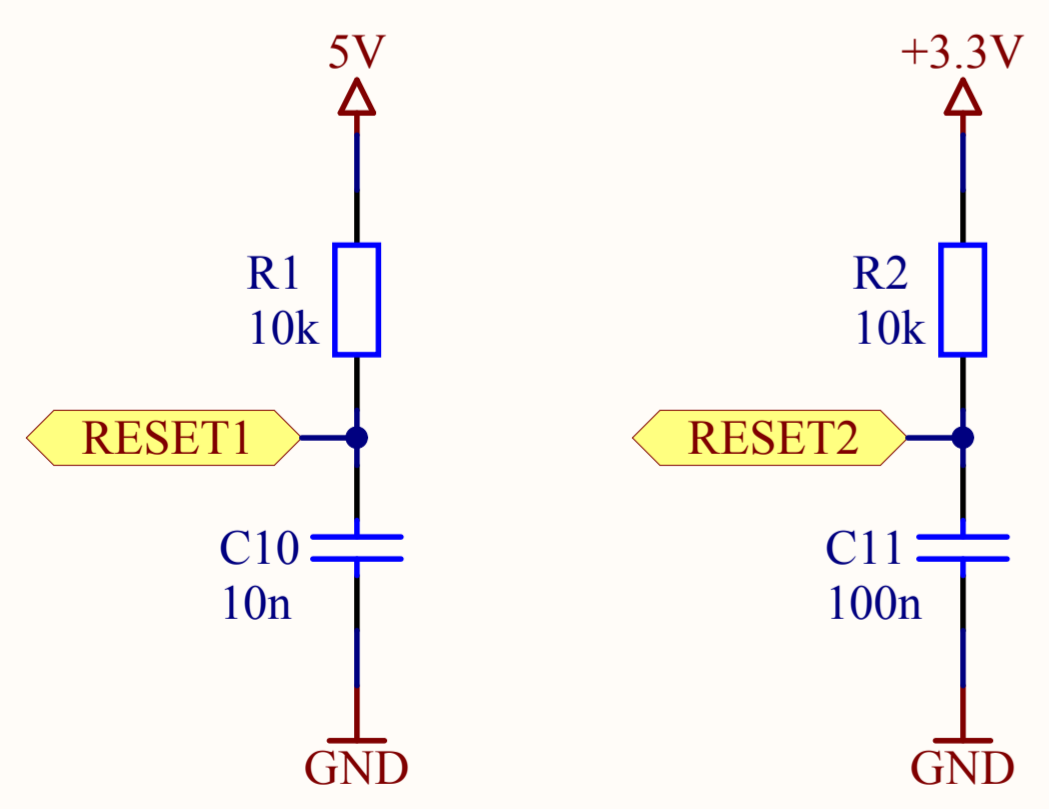 5V
+3.3V
R1
10k
R2
10k
RESET1
RESET2
C10
10n
C11
100n
GND
GND